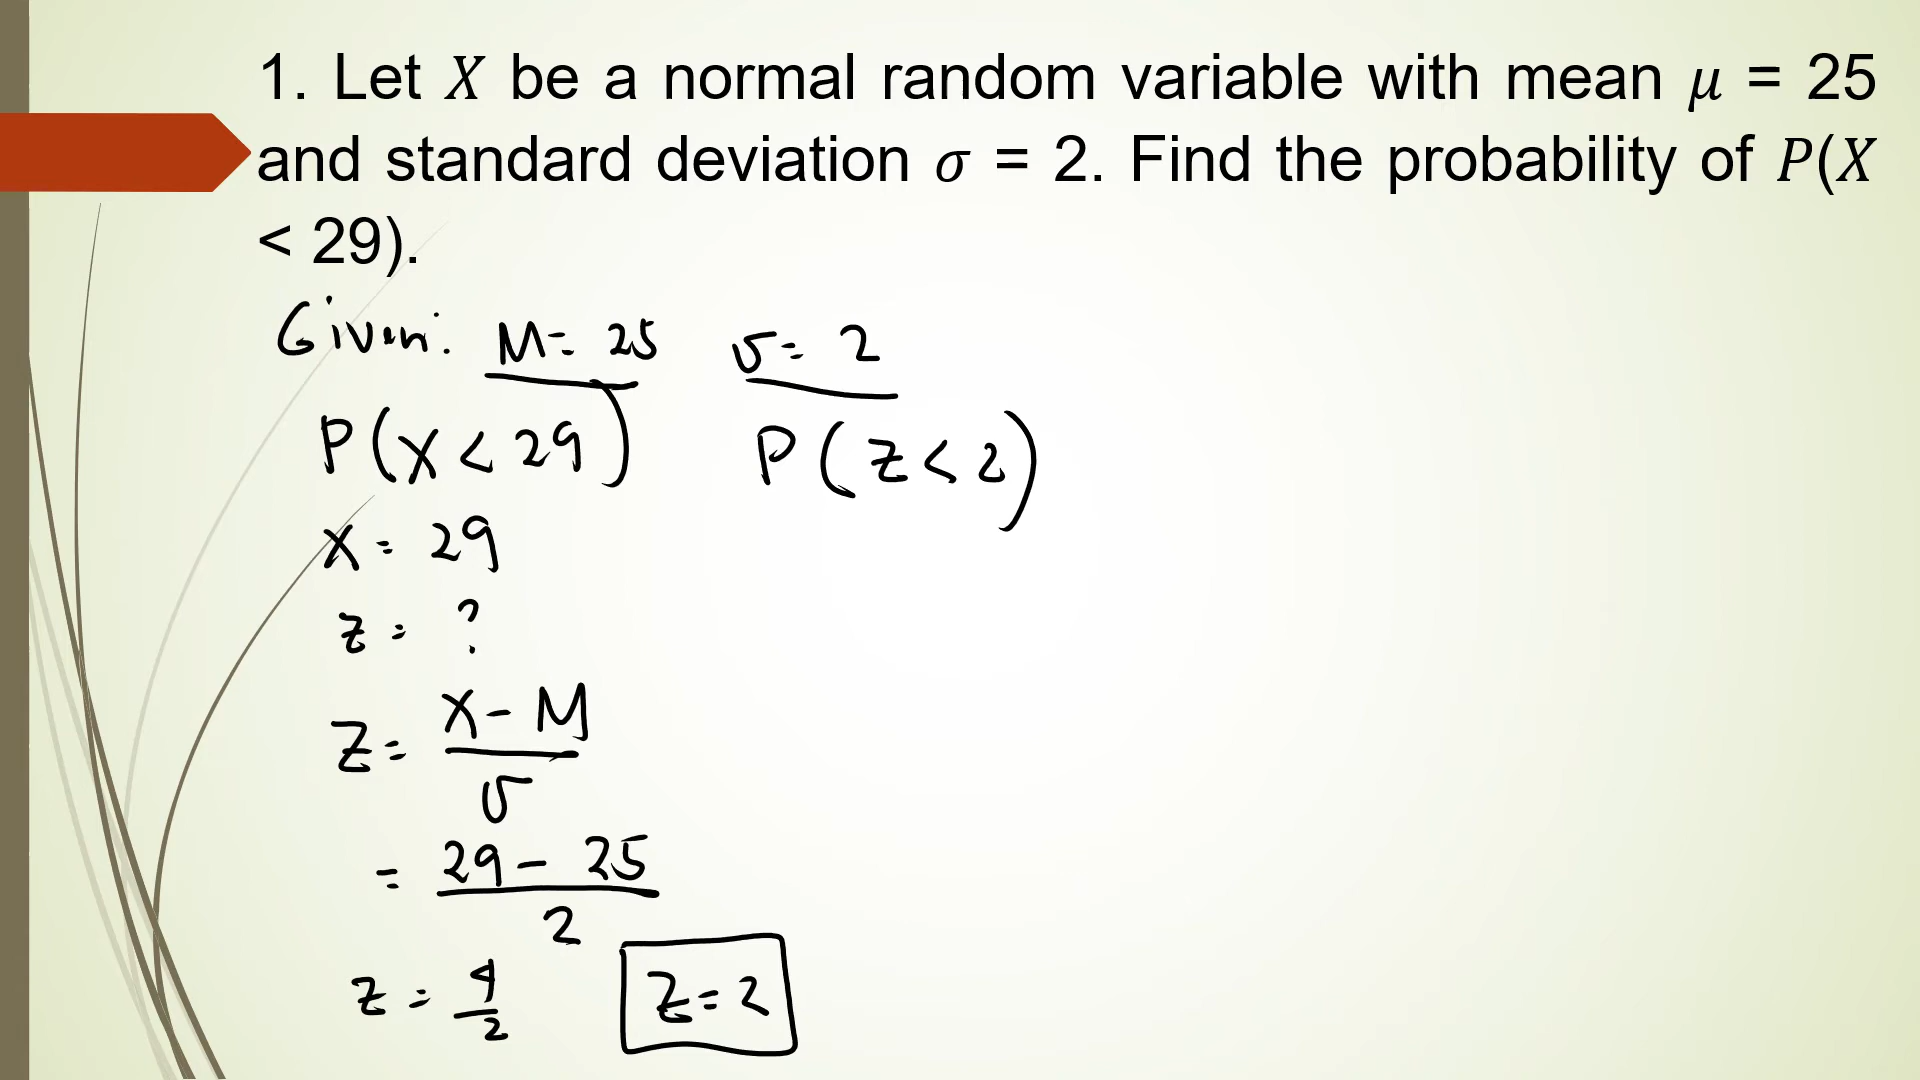 1. Let X be a normal random variable with mean μ = 25
and standard deviation σ = 2. Find the probability of P(X
< 29).
Given: M = 25 σ = 2
P(X < 29) P(Z < 2)
X = 29
z = ?
Z = X - M
σ
= 29 - 25
2
z = 4
2
Z = 2